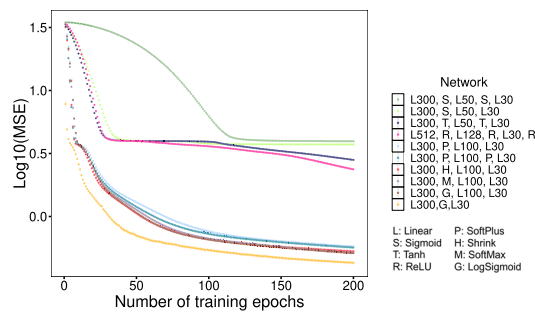 1.5
1.0
0.5
0.0
Log10(MSE)
0
50
100
150
200
Number of training epochs
Network
L300, S, L50, S, L30
L300, S, L50, L30
L300, T, L50, T, L30
L512, R, L128, R, L30, R
L300, P, L100, L30
L300, P, L100, P, L30
L300, H, L100, L30
L300, M, L100, L30
L300, G, L100, L30
L300,G,L30
L: Linear P: SoftPlus
S: Sigmoid H: Shrink
T: Tanh M: SoftMax
R: ReLU G: LogSigmoid